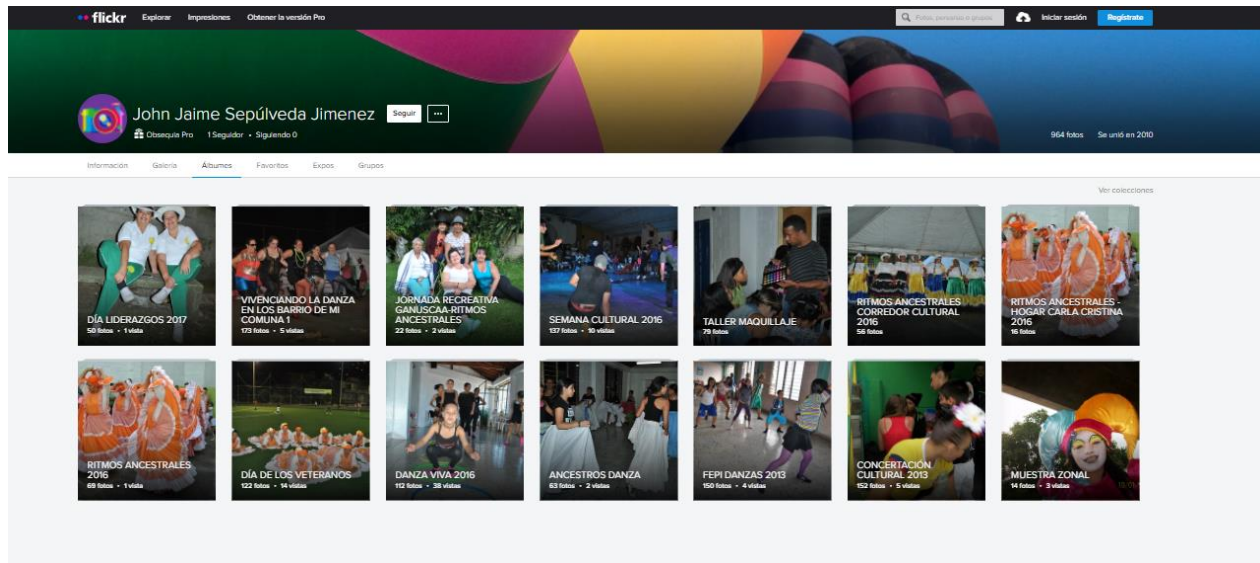 flickr Explorar Impresiones Obtener la versión Pro Fotos, personas o grupos Iniciar sesión Regístrate
John Jaime Sepúlveda Jimenez Seguir ...
Obsequia Pro 1 Seguidor • Siguiendo 0 964 fotos Se unió en 2010
Información Galería Álbumes Favoritos Expos Grupos
Ver colecciones
DÍA LIDERAZGOS 2017
50 fotos • 1 vista
VIVENCIANDO LA DANZA
EN LOS BARRIO DE MI
COMUNA 1
173 fotos • 5 vistas
JORNADA RECREATIVA
GANUSCAA-RITMOS
ANCESTRALES
22 fotos • 2 vistas
SEMANA CULTURAL 2016
137 fotos • 10 vistas
TALLER MAQUILLAJE
79 fotos
RITMOS ANCESTRALES
CORREDOR CULTURAL
2016
56 fotos
RITMOS ANCESTRALES -
HOGAR CARLA CRISTINA
2016
16 fotos
RITMOS ANCESTRALES
2016
69 fotos • 1 vista
DÍA DE LOS VETERANOS
122 fotos • 14 vistas
DANZA VIVA 2016
112 fotos • 38 vistas
ANCESTROS DANZA
63 fotos • 2 vistas
FEPI DANZAS 2013
150 fotos • 4 vistas
CONCERTACIÓN
CULTURAL 2013
152 fotos • 5 vistas
MUESTRA ZONAL
14 fotos • 3 vistas